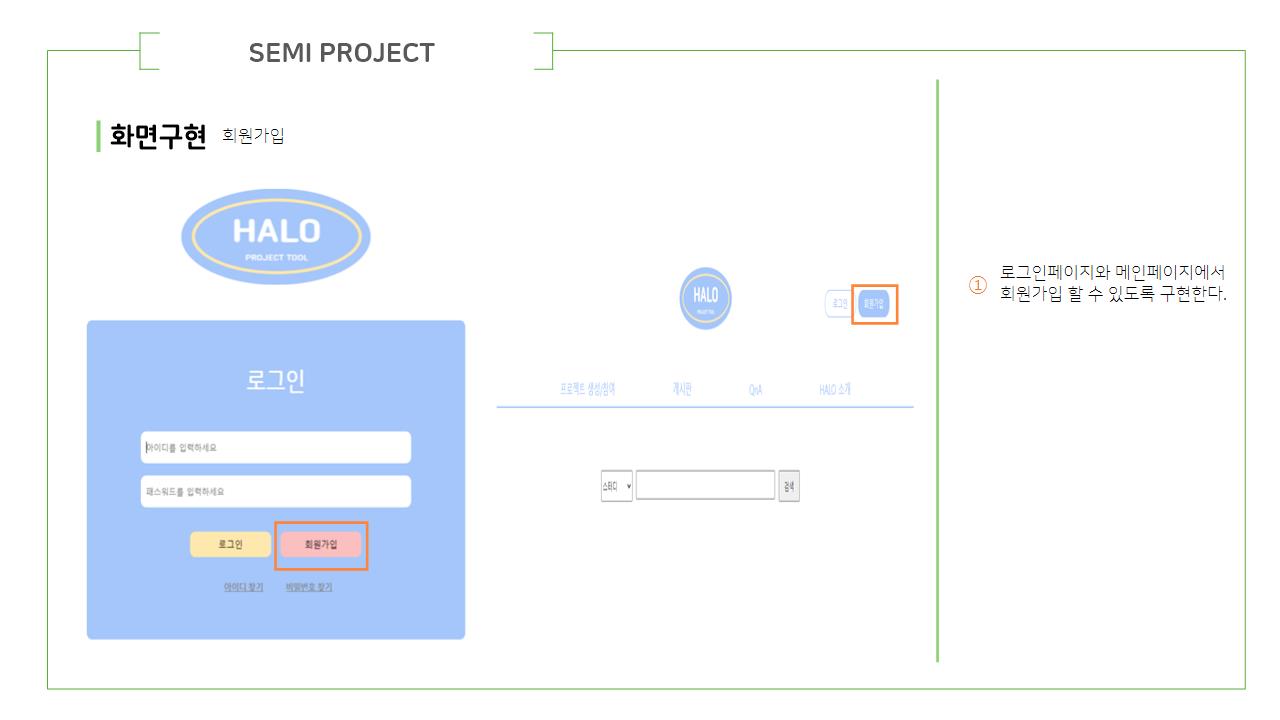 SEMI PROJECT
화면구현 회원가입
HALO
PROJECT TOOL
로그인
아이디를 입력하세요
패스워드를 입력하세요
로그인 회원가입
아이디 찾기 비밀번호 찾기
HALO
PROJECT TOOL
로그인 회원가입
프로젝트 생성/참여 게시판 QnA HALO 소개
스터디 검색
① 로그인페이지와 메인페이지에서
회원가입 할 수 있도록 구현한다.